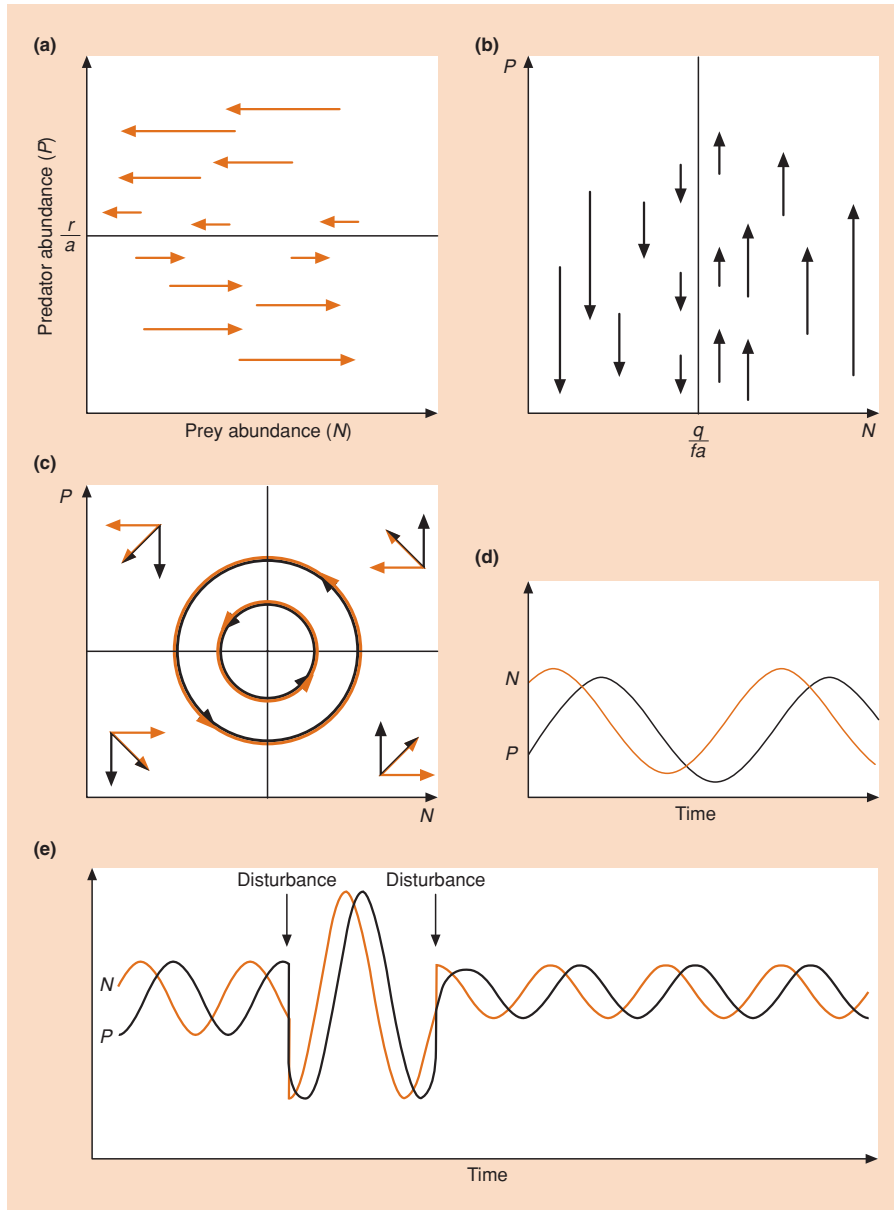 (a)
Predator abundance (P)
r
a
Prey abundance (N)
(b)
P
q
fa
N
(c)
P
N
(d)
N
P
Time
(e)
Disturbance Disturbance
N
P
Time